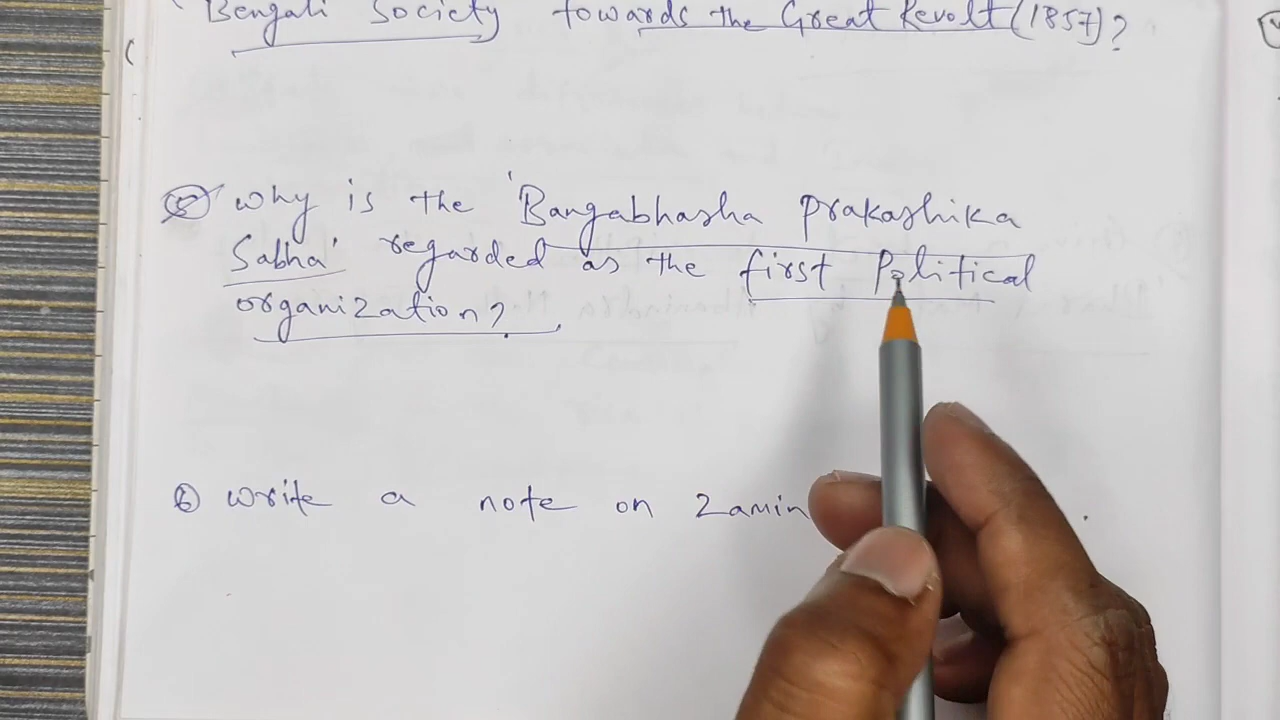 Bengali Society towards the Great Revolt (1857)?
⑤ why is the 'Bangabhasha prakashika
Sabha' regarded as the first Political
organization?
⑥ write a note on